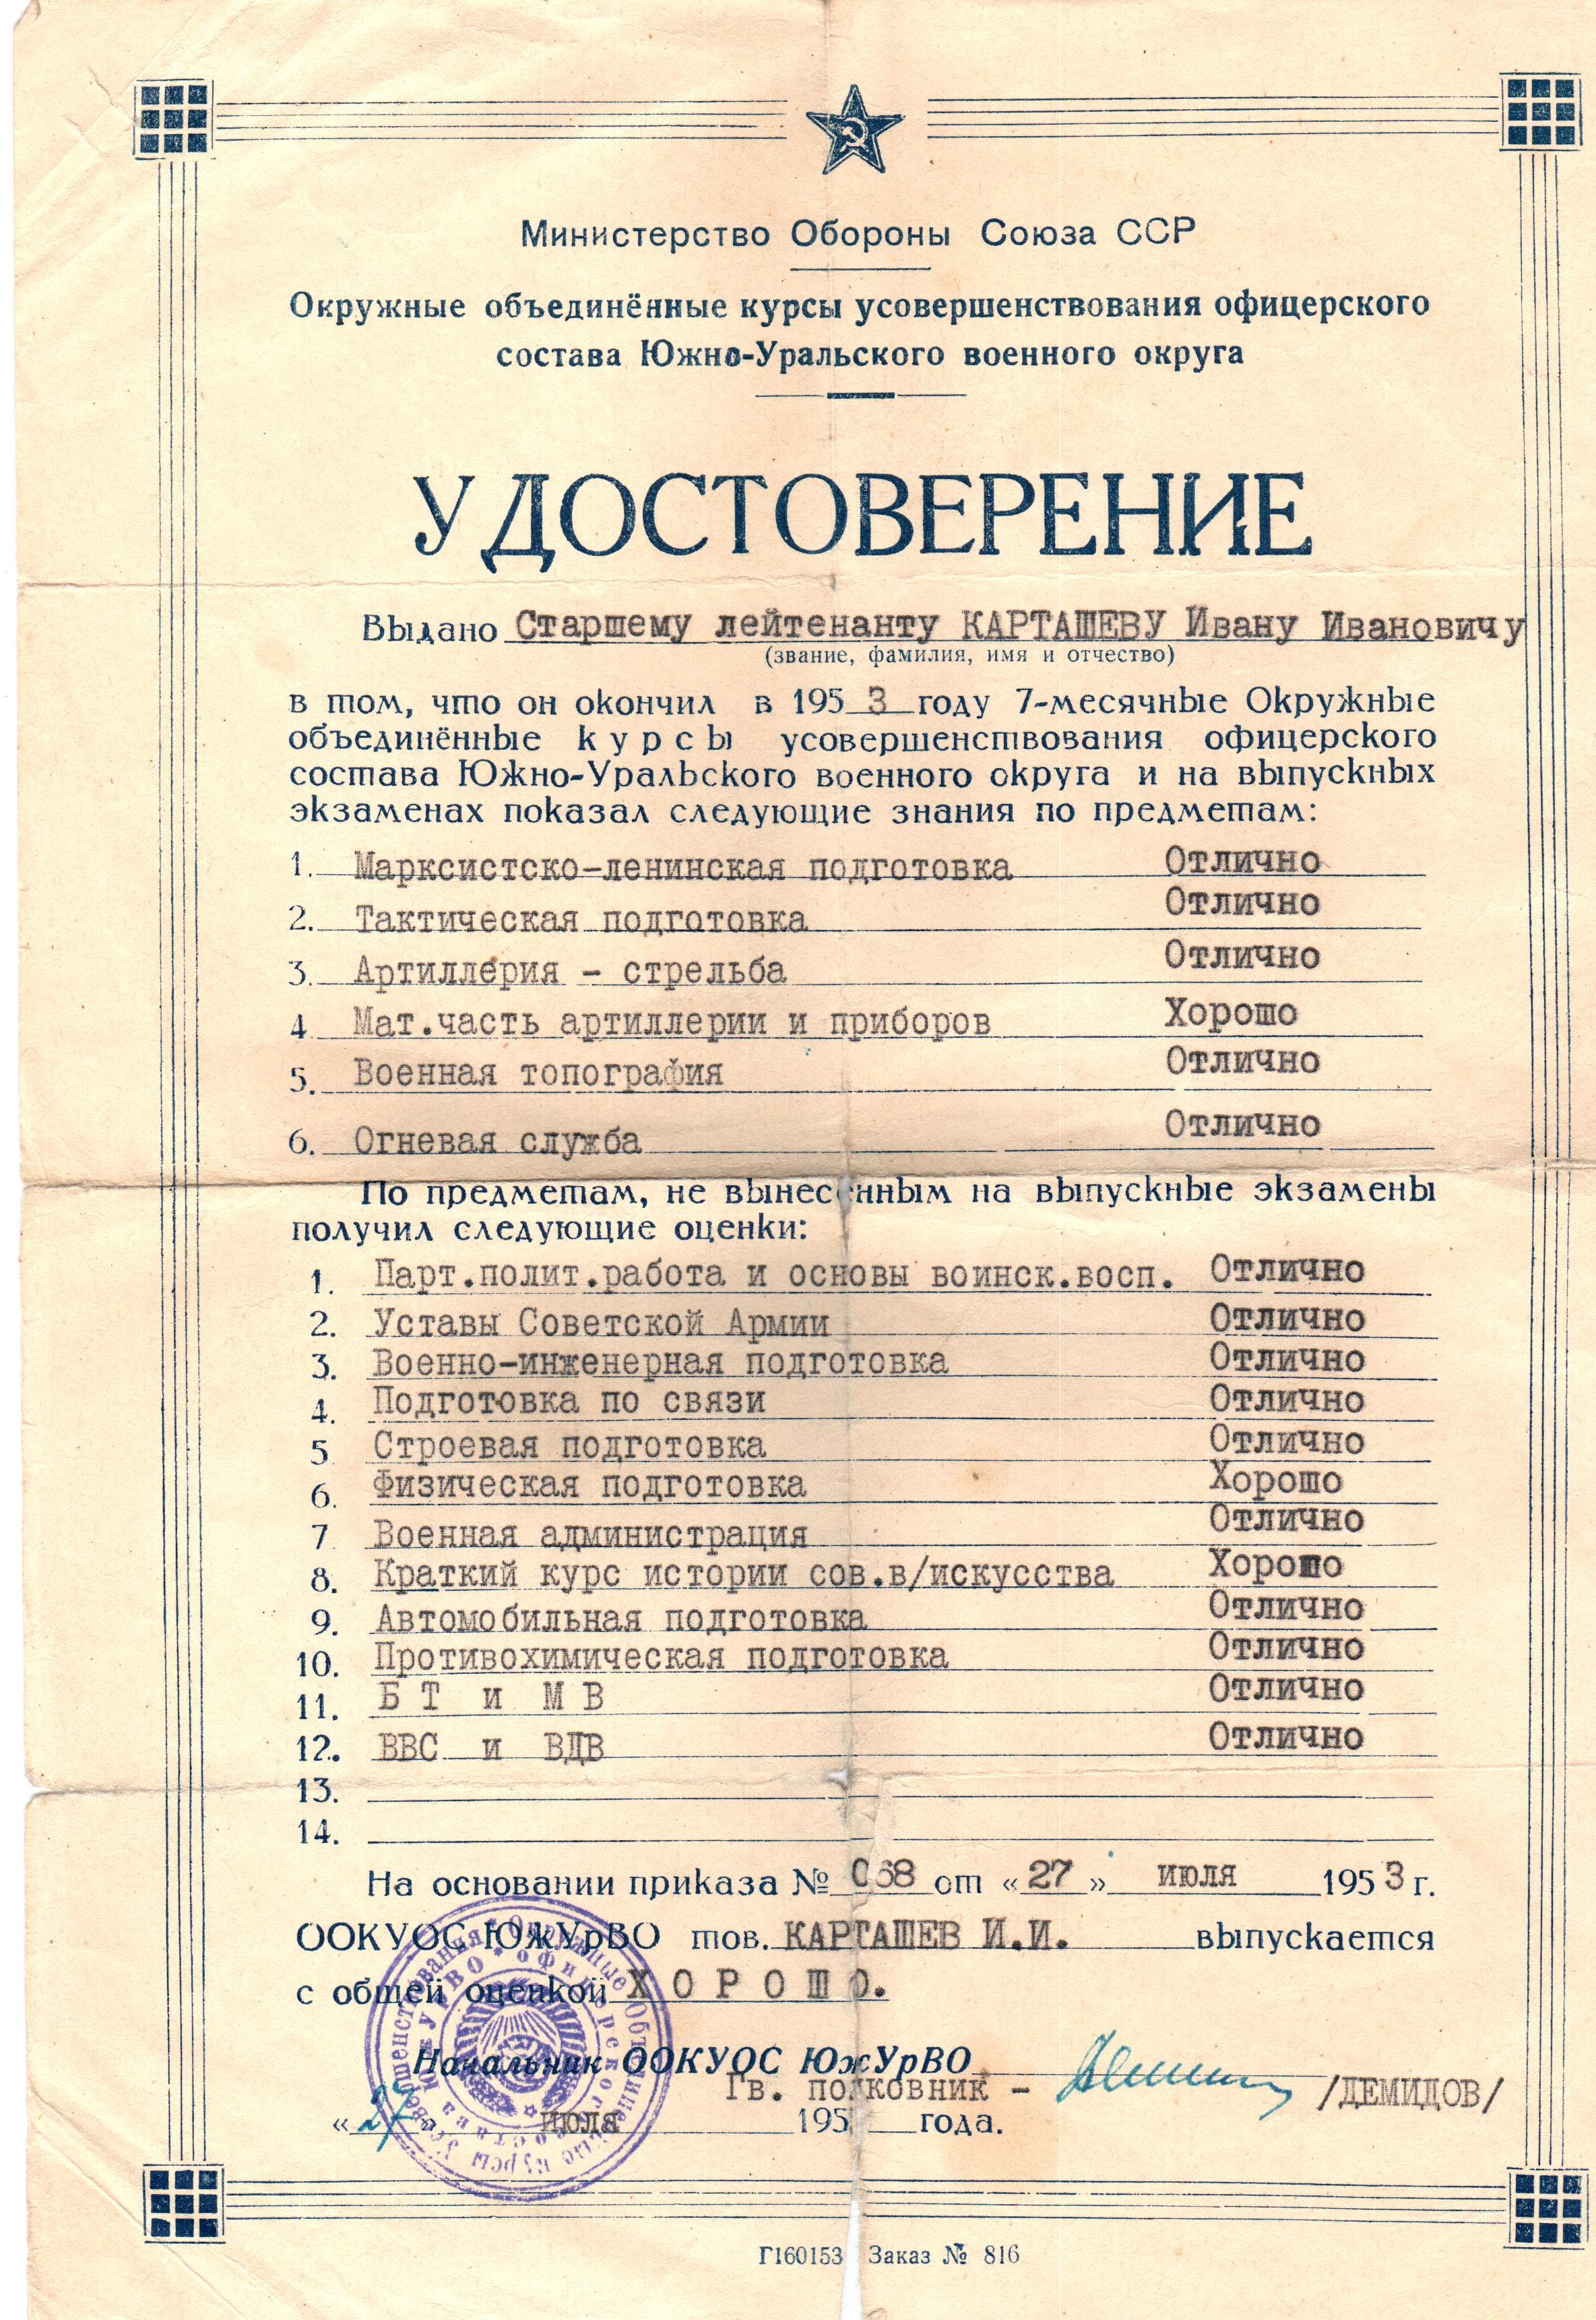 Министерство Обороны Союза ССР
Окружные объединённые курсы усовершенствования офицерского
состава Южно-Уральского военного округа
УДОСТОВЕРЕНИЕ
Выдано Старшему лейтенанту КАРТАШЕВУ Ивану Ивановичу
(звание, фамилия, имя и отчество)
в том, что он окончил в 1953 году 7-месячные Окружные
объединённые курсы усовершенствования офицерского
состава Южно-Уральского военного округа и на выпускных
экзаменах показал следующие знания по предметам:
1. Марксистско-ленинская подготовка Отлично
2. Тактическая подготовка Отлично
3. Артиллерия - стрельба Отлично
4 Мат.часть артиллерии и приборов Хорошо
5. Военная топография Отлично
6. Огневая служба Отлично
По предметам, не вынесенным на выпускные экзамены
получил следующие оценки:
1. Парт.полит.работа и основы воинск.восп. Отлично
2. Уставы Советской Армии Отлично
3. Военно-инженерная подготовка Отлично
4. Подготовка по связи Отлично
5 Строевая подготовка Отлично
6. Физическая подготовка Хорошо
7 Военная администрация Отлично
8. Краткий курс истории сов.в/искусства Хорошо
9. Автомобильная подготовка Отлично
10. Противохимическая подготовка Отлично
11. БТ и МВ Отлично
12. ВВС и ВДВ Отлично
13.
14.
На основании приказа № 068 от «27» июля 1953 г.
ООКУОС ЮЖУрВО тов. КАРТАШЕВ И.И. выпускается
с общей оценкой ХОРОШО.
Начальник ООКУОС ЮжУрВО
Гв. полковник - /ДЕМИДОВ/
«27» июля 195 года.
Окружные Объединенные курсы Усовершенствования
офицерского состава ЮжУрВО
Г160153 Заказ № 816